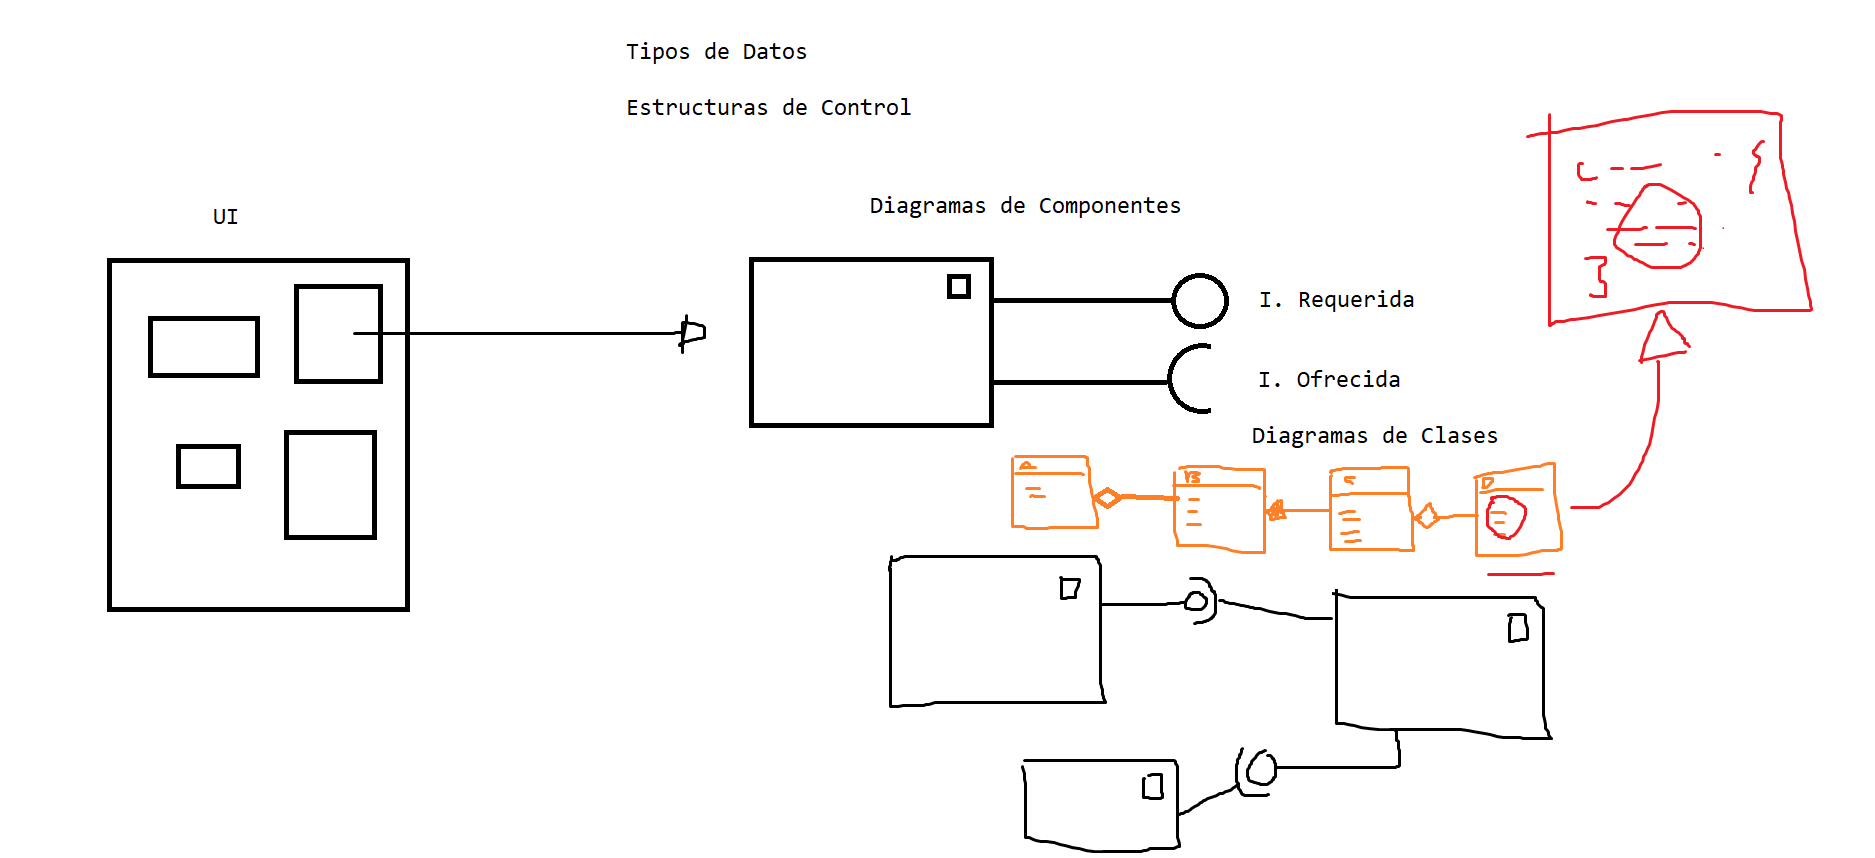 Tipos de Datos
Estructuras de Control
UI
Diagramas de Componentes
I. Requerida
I. Ofrecida
Diagramas de Clases
A
B
C
D